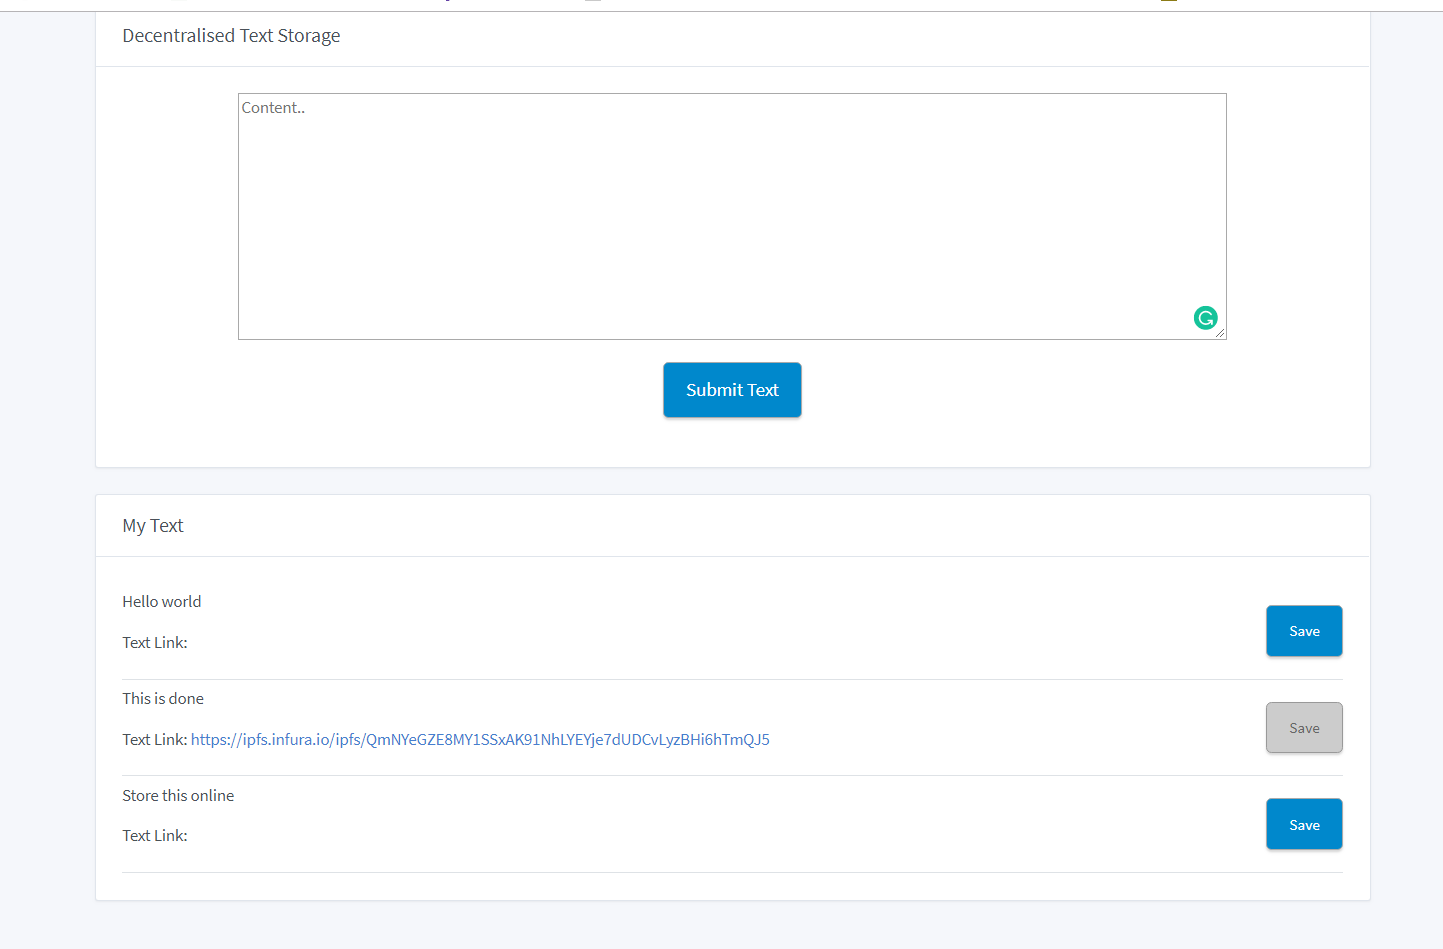 Decentralised Text Storage
Content..
Submit Text
My Text
Hello world
Text Link:
Save
This is done
Text Link: https://ipfs.infura.io/ipfs/QmNYeGZE8MY1SSxAK91NhLYEYje7dUDCvLyzBHi6hTmQJ5
Save
Store this online
Text Link:
Save